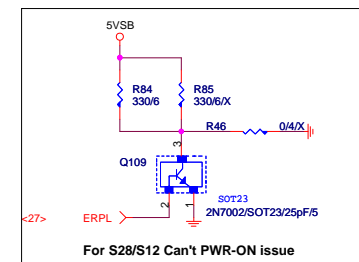 5VSB
R84
330/6
R85
330/6/X
R46
0/4/X
3
Q109
SOT23
2N7002/SOT23/25pF/5
2
1
<27>
ERPL
For S28/S12 Can't PWR-ON issue